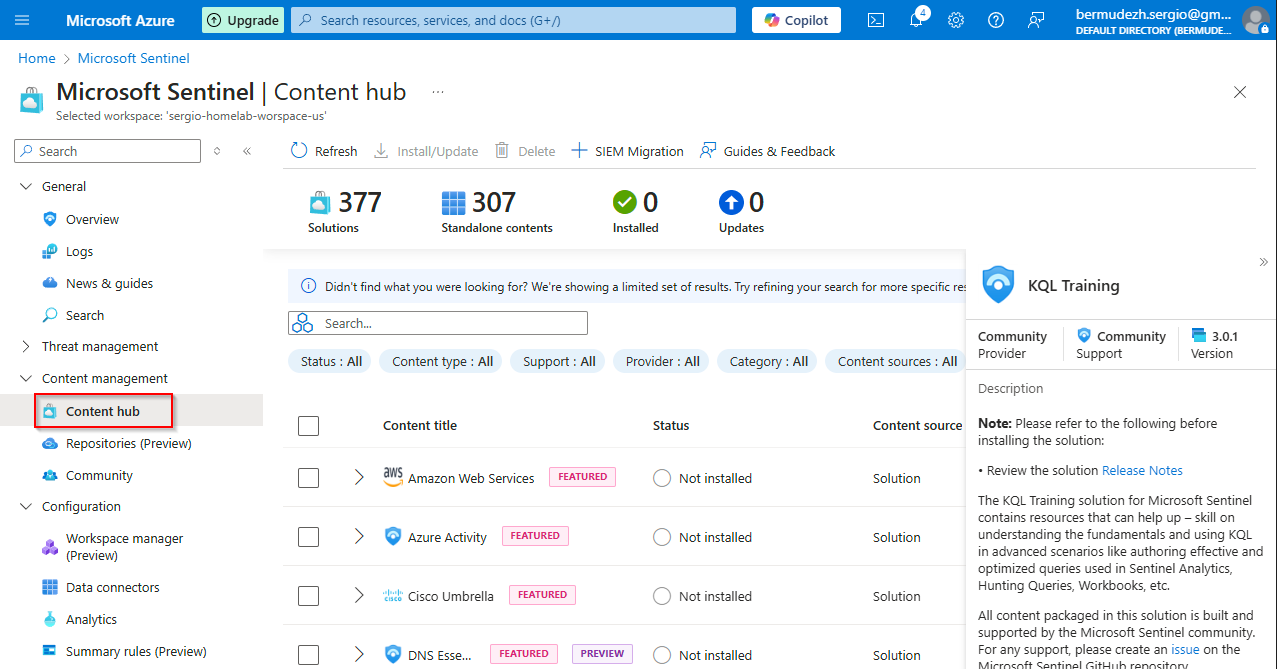 Microsoft Azure
Upgrade
Search resources, services, and docs (G+/)
Copilot
4
bermudezh.sergio@gm...
DEFAULT DIRECTORY (BERMUDE...
Home > Microsoft Sentinel
Microsoft Sentinel | Content hub ...
Selected workspace: 'sergio-homelab-worspace-us'
Search
General
Overview
Logs
News & guides
Search
Threat management
Content management
Content hub
Repositories (Preview)
Community
Configuration
Workspace manager
(Preview)
Data connectors
Analytics
Summary rules (Preview)
Refresh Install/Update Delete SIEM Migration Guides & Feedback
377 307 0 0
Solutions Standalone contents Installed Updates
Didn't find what you were looking for? We're showing a limited set of results. Try refining your search for more specific res
Search...
Status : All Content type : All Support : All Provider : All Category : All Content sources : All
Content title Status Content source
aws Amazon Web Services FEATURED Not installed Solution
Azure Activity FEATURED Not installed Solution
CISCO Cisco Umbrella FEATURED Not installed Solution
DNS Esse... FEATURED PREVIEW Not installed Solution
KQL Training
Community Community 3.0.1
Provider Support Version
Description
Note: Please refer to the following before
installing the solution:
• Review the solution Release Notes
The KQL Training solution for Microsoft Sentinel
contains resources that can help up – skill on
understanding the fundamentals and using KQL
in advanced scenarios like authoring effective and
optimized queries used in Sentinel Analytics,
Hunting Queries, Workbooks, etc.
All content packaged in this solution is built and
supported by the Microsoft Sentinel community.
For any support, please create an issue on the
Microsoft Sentinel GitHub repository